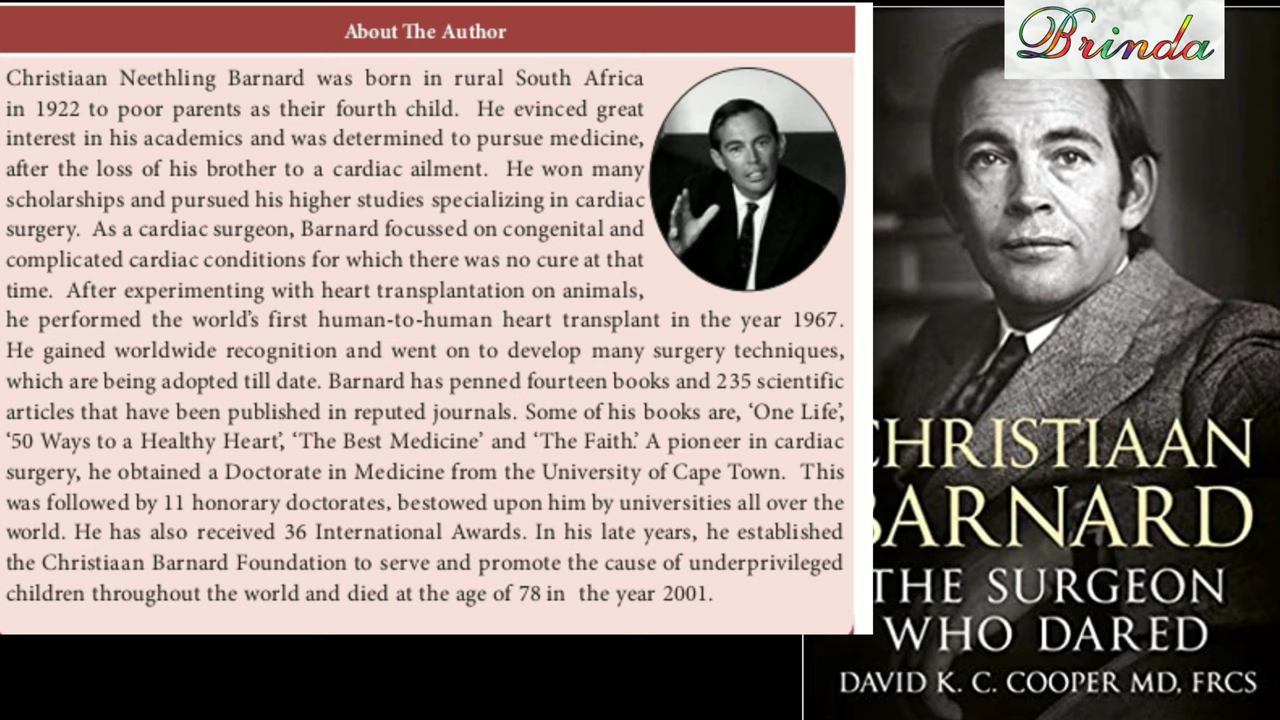 About The Author
Christiaan Neethling Barnard was born in rural South Africa
in 1922 to poor parents as their fourth child. He evinced great
interest in his academics and was determined to pursue medicine,
after the loss of his brother to a cardiac ailment. He won many
scholarships and pursued his higher studies specializing in cardiac
surgery. As a cardiac surgeon, Barnard focussed on congenital and
complicated cardiac conditions for which there was no cure at that
time. After experimenting with heart transplantation on animals,
he performed the world's first human-to-human heart transplant in the year 1967.
He gained worldwide recognition and went on to develop many surgery techniques,
which are being adopted till date. Barnard has penned fourteen books and 235 scientific
articles that have been published in reputed journals. Some of his books are, 'One Life',
'50 Ways to a Healthy Heart', 'The Best Medicine' and 'The Faith.' A pioneer in cardiac
surgery, he obtained a Doctorate in Medicine from the University of Cape Town. This
was followed by 11 honorary doctorates, bestowed upon him by universities all over the
world. He has also received 36 International Awards. In his late years, he established
the Christiaan Barnard Foundation to serve and promote the cause of underprivileged
children throughout the world and died at the age of 78 in the year 2001.
Brinda
CHRISTIAAN
BARNARD
THE SURGEON
WHO DARED
DAVID K. C. COOPER MD, FRCS